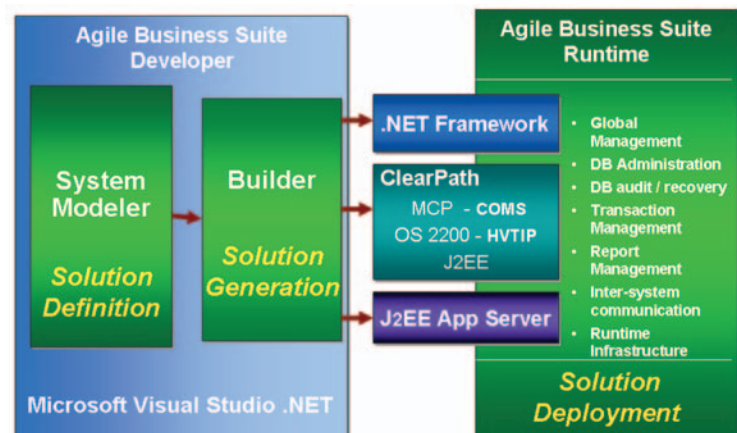 Agile Business Suite
Developer
System
Modeler
Solution
Definition
Builder
Solution
Generation
Microsoft Visual Studio .NET
.NET Framework
ClearPath
MCP - COMS
OS 2200 - HVTIP
J2EE
J2EE App Server
Agile Business Suite
Runtime
• Global
Management
• DB Administration
• DB audit / recovery
• Transaction
Management
• Report
Management
• Inter-system
communication
• Runtime
Infrastructure
Solution
Deployment